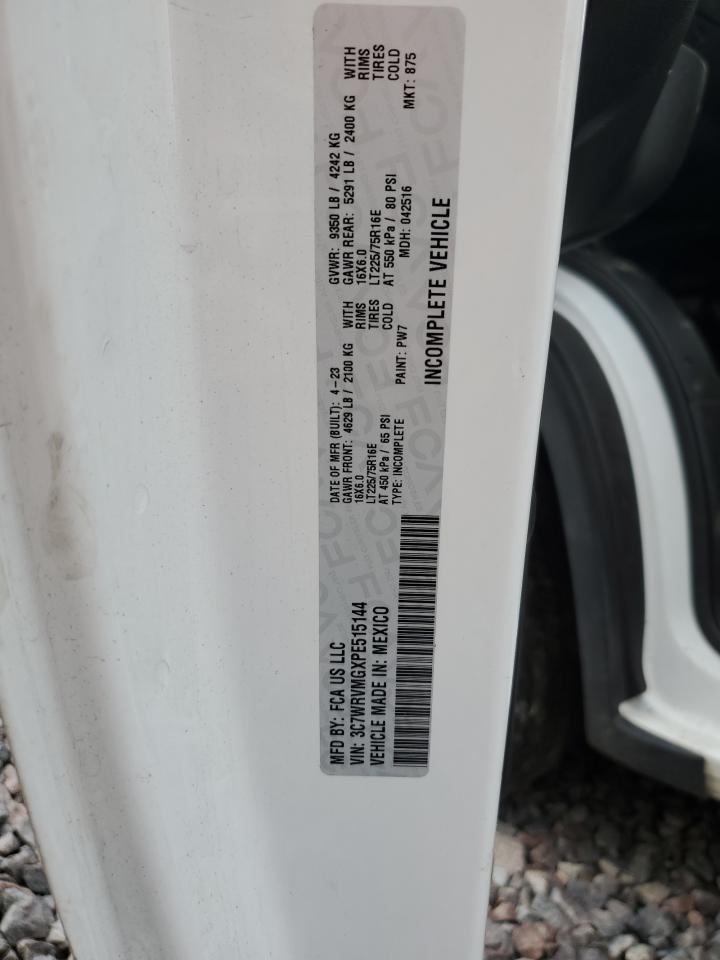 MFD BY: FCA US LLC
DATE OF MFR (BUILT): 4-23
GVWR: 9350 LB / 4242 KG
VIN: 3C7WRVMGXPE515144
GAWR FRONT: 4629 LB / 2100 KG WITH
GAWR REAR: 5291 LB / 2400 KG WITH
16X6.0 RIMS
16X6.0 RIMS
VEHICLE MADE IN: MEXICO
LT225/75R16E TIRES
LT225/75R16E TIRES
AT 450 kPa / 65 PSI COLD
AT 550 kPa / 80 PSI COLD
TYPE: INCOMPLETE PAINT: PW7 MDH: 042516 MKT: 875
INCOMPLETE VEHICLE